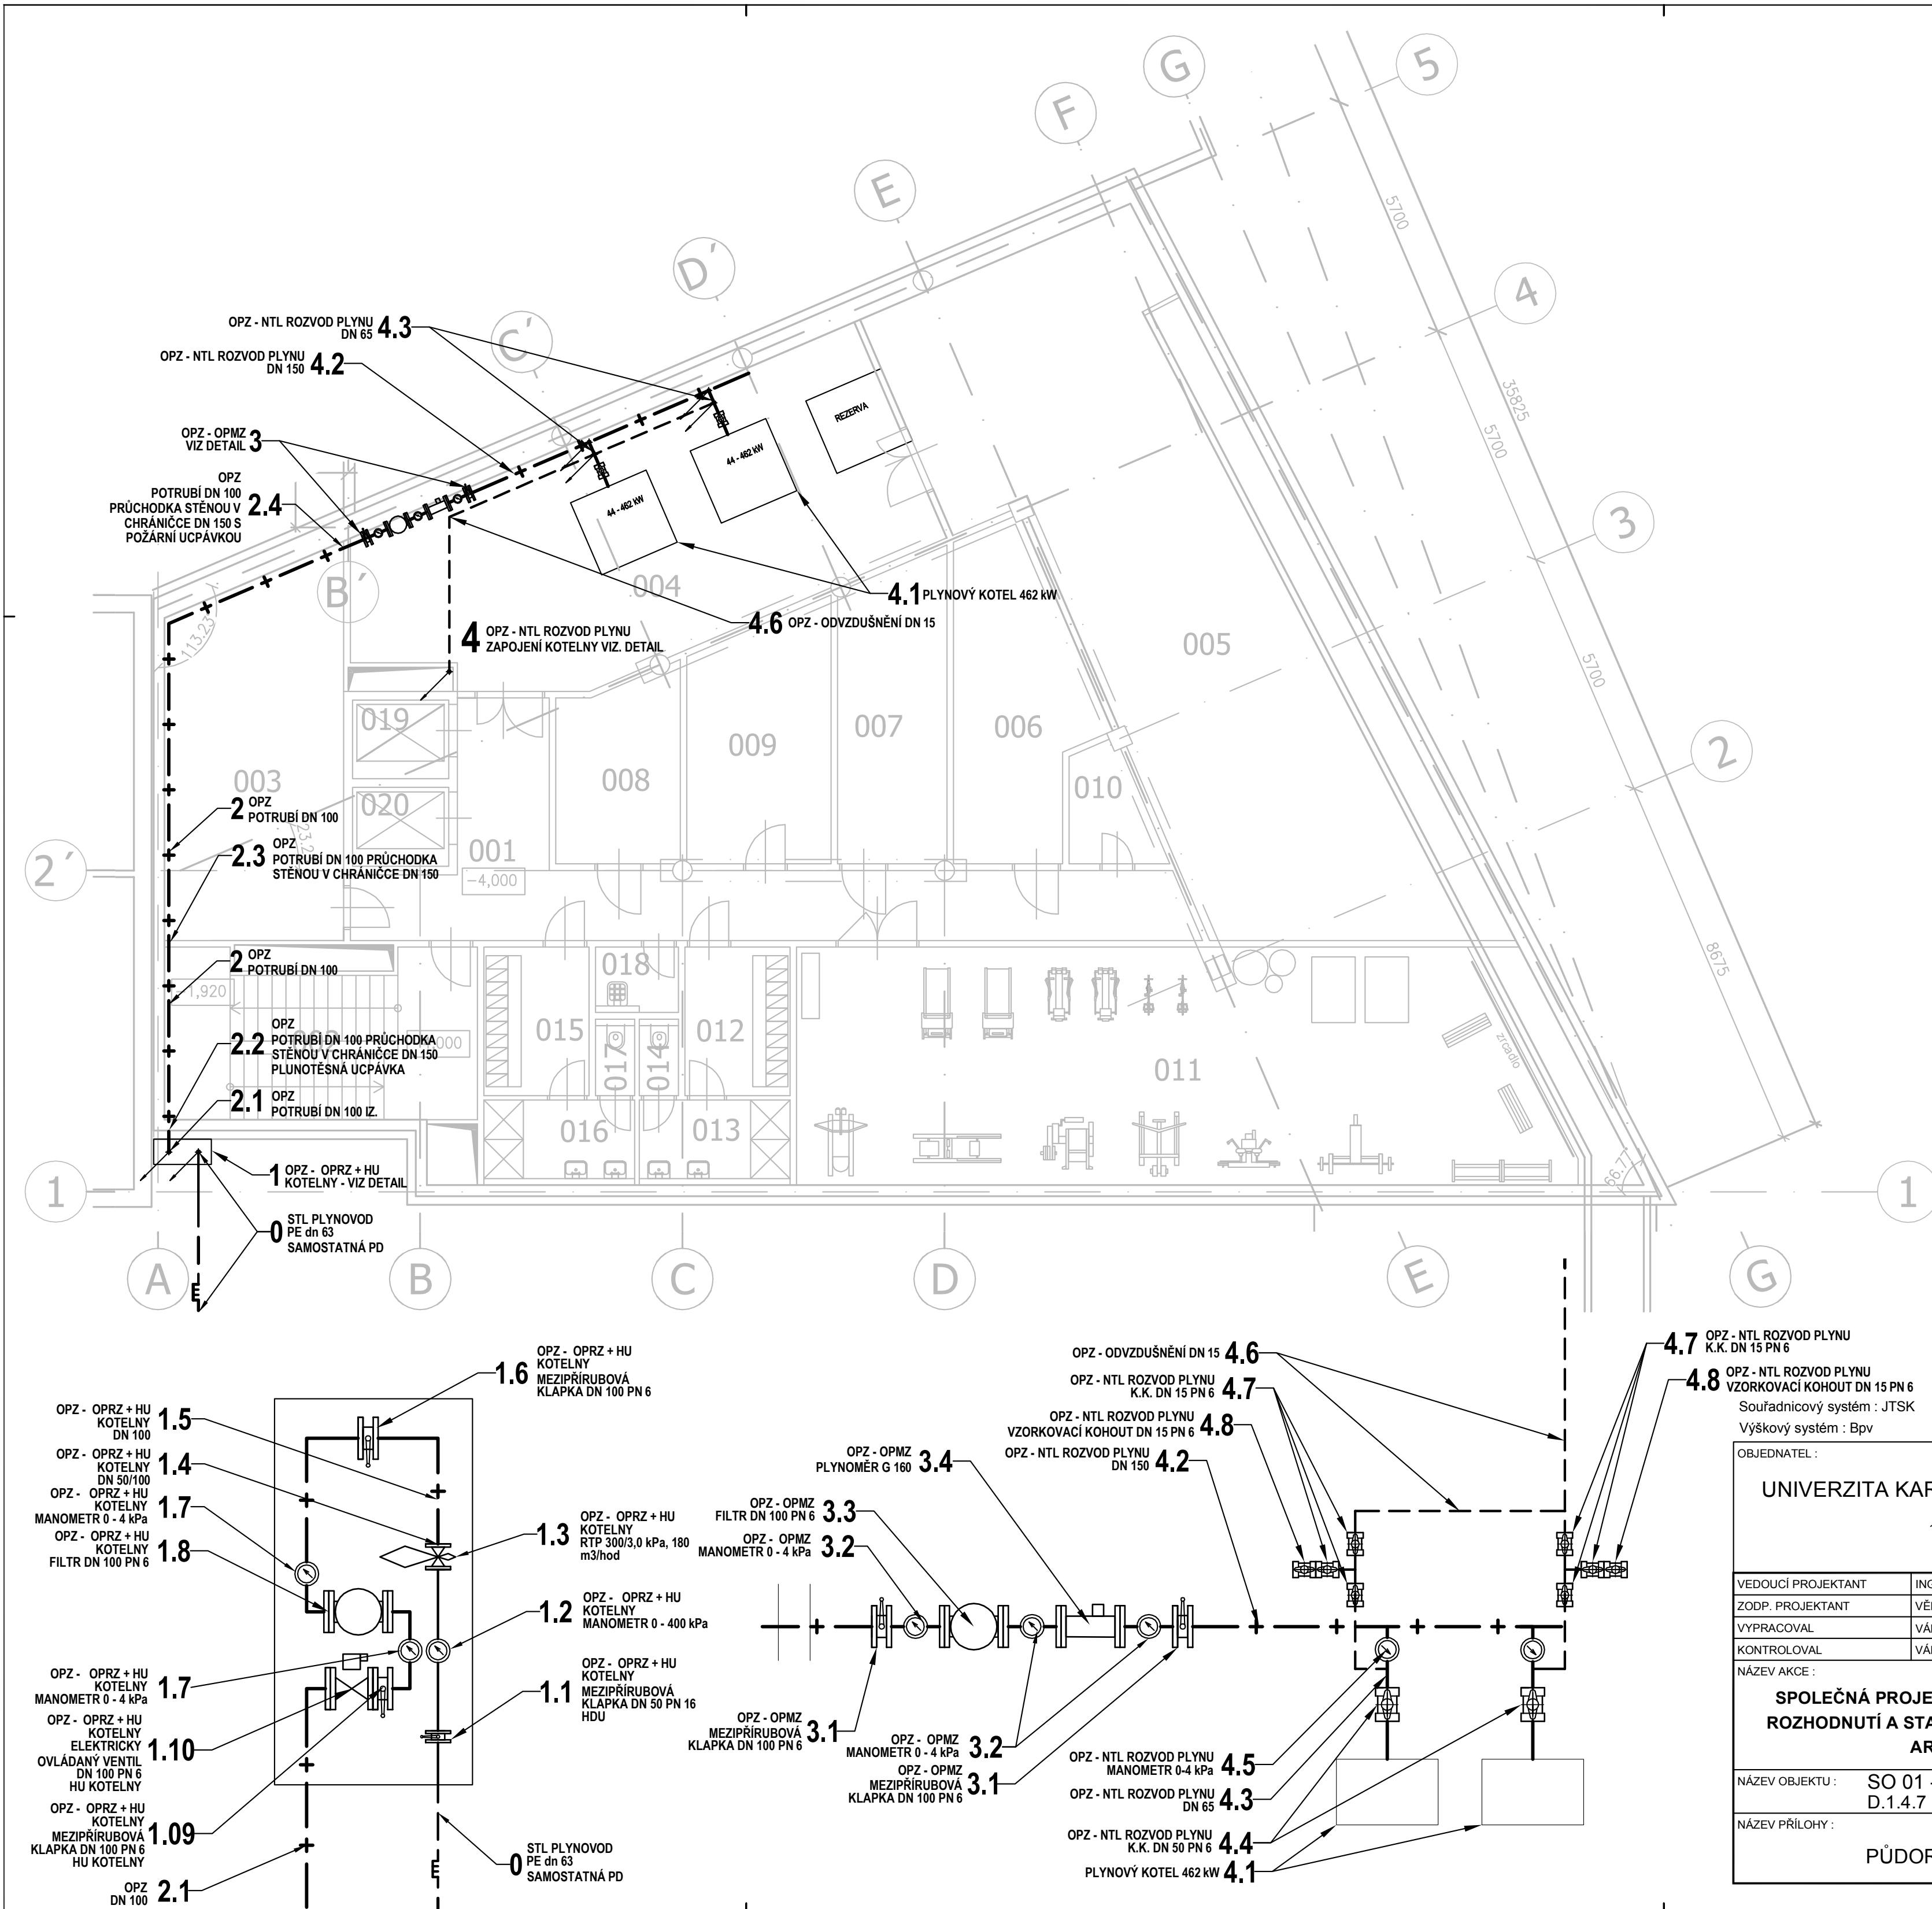 G
5
F
E
D´
C´
4
3
2
5700
35825
5700
5700
8675
OPZ - NTL ROZVOD PLYNU
DN 65
4.3
OPZ - NTL ROZVOD PLYNU
DN 150
4.2
OPZ - OPMZ
VIZ DETAIL
3
OPZ
POTRUBÍ DN 100
PRŮCHODKA STĚNOU V
CHRÁNIČCE DN 150 S
POŽÁRNÍ UCPÁVKOU
2.4
REZERVA
44 - 462 kW
44 - 462 kW
B´
113.23°
004
4.1 PLYNOVÝ KOTEL 462 kW
4.6 OPZ - ODVZDUŠNĚNÍ DN 15
4 OPZ - NTL ROZVOD PLYNU
ZAPOJENÍ KOTELNY VIZ. DETAIL
005
019
003
020
001
-4,000
008
009
007
006
010
2 OPZ
POTRUBÍ DN 100
2.3 OPZ
POTRUBÍ DN 100 PRŮCHODKA
STĚNOU V CHRÁNIČCE DN 150
2´
2 OPZ
POTRUBÍ DN 100
1,920
2.2 OPZ
POTRUBÍ DN 100 PRŮCHODKA
STĚNOU V CHRÁNIČCE DN 150
PLUNOTĚSNÁ UCPÁVKA
000
2.1 OPZ
POTRUBÍ DN 100 IZ.
018
015
017
014
012
016
013
011
zrcadlo
66.77°
1 OPZ - OPRZ + HU
KOTELNY - VIZ DETAIL
0 STL PLYNOVOD
PE dn 63
SAMOSTATNÁ PD
1
1
A
B
C
D
E
G
1.6 OPZ - OPRZ + HU
KOTELNY
MEZIPŘÍRUBOVÁ
KLAPKA DN 100 PN 6
OPZ - OPRZ + HU
KOTELNY
DN 100
1.5
OPZ - OPRZ + HU
KOTELNY
DN 50/100
1.4
OPZ - OPRZ + HU
KOTELNY
MANOMETR 0 - 4 kPa
1.7
OPZ - OPRZ + HU
KOTELNY
FILTR DN 100 PN 6
1.8
1.3 OPZ - OPRZ + HU
KOTELNY
RTP 300/3,0 kPa, 180
m3/hod
1.2 OPZ - OPRZ + HU
KOTELNY
MANOMETR 0 - 400 kPa
OPZ - OPRZ + HU
KOTELNY
MANOMETR 0 - 4 kPa
1.7
1.1 OPZ - OPRZ + HU
KOTELNY
MEZIPŘÍRUBOVÁ
KLAPKA DN 50 PN 16
HDU
OPZ - OPRZ + HU
KOTELNY
ELEKTRICKY
OVLÁDANÝ VENTIL
DN 100 PN 6
HU KOTELNY
1.10
OPZ - OPRZ + HU
KOTELNY
MEZIPŘÍRUBOVÁ
KLAPKA DN 100 PN 6
HU KOTELNY
1.09
OPZ
DN 100
2.1
0 STL PLYNOVOD
PE dn 63
SAMOSTATNÁ PD
OPZ - ODVZDUŠNĚNÍ DN 15 4.6
OPZ - NTL ROZVOD PLYNU
K.K. DN 15 PN 6
4.7
OPZ - NTL ROZVOD PLYNU
VZORKOVACÍ KOHOUT DN 15 PN 6
4.8
OPZ - NTL ROZVOD PLYNU
DN 150
4.2
OPZ - OPMZ
PLYNOMĚR G 160
3.4
OPZ - OPMZ
FILTR DN 100 PN 6
3.3
OPZ - OPMZ
MANOMETR 0 - 4 kPa
3.2
OPZ - OPMZ
MEZIPŘÍRUBOVÁ
KLAPKA DN 100 PN 6
3.1
OPZ - OPMZ
MANOMETR 0 - 4 kPa
3.2
OPZ - OPMZ
MEZIPŘÍRUBOVÁ
KLAPKA DN 100 PN 6
3.1
OPZ - NTL ROZVOD PLYNU
MANOMETR 0-4 kPa
4.5
OPZ - NTL ROZVOD PLYNU
DN 65
4.3
OPZ - NTL ROZVOD PLYNU
K.K. DN 50 PN 6
4.4
PLYNOVÝ KOTEL 462 kW 4.1
4.7 OPZ - NTL ROZVOD PLYNU
K.K. DN 15 PN 6
4.8 OPZ - NTL ROZVOD PLYNU
VZORKOVACÍ KOHOUT DN 15 PN 6
Souřadnicový systém : JTSK
Výškový systém : Bpv
OBJEDNATEL :
UNIVERZITA KAR
VEDOUCÍ PROJEKTANT
ZODP. PROJEKTANT
VYPRACOVAL
KONTROLOVAL
NÁZEV AKCE :
SPOLEČNÁ PROJE
ROZHODNUTÍ A STA
AR
NÁZEV OBJEKTU : SO 01 -
D.1.4.7
NÁZEV PŘÍLOHY :
PŮDOR